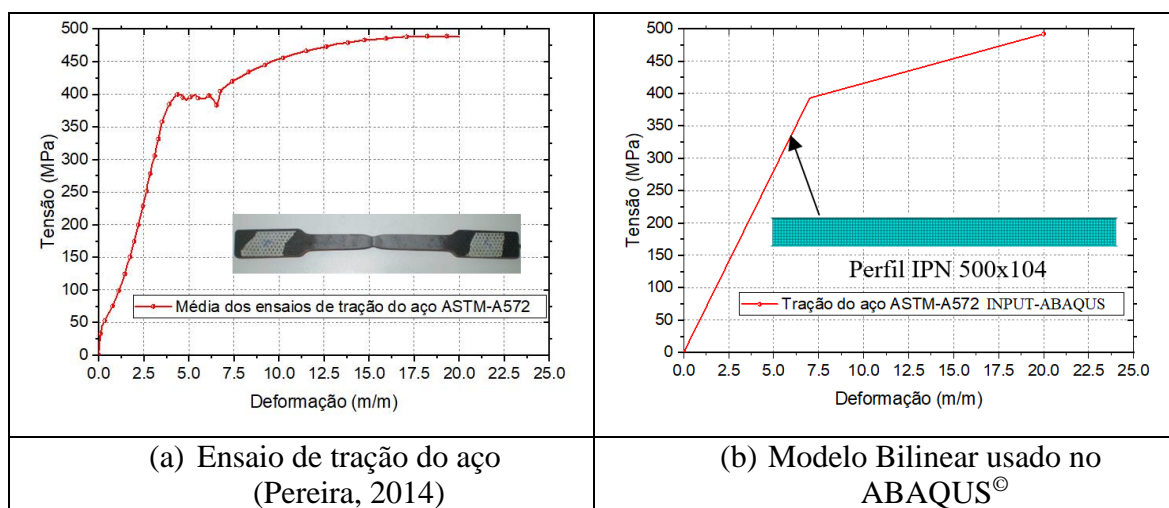 500
450
400
350
300
250
200
150
100
50
0
Tensão (MPa)
Média dos ensaios de tração do aço ASTM-A572
0.0 2.5 5.0 7.5 10.0 12.5 15.0 17.5 20.0 22.5 25.0
Deformação (m/m)
500
450
400
350
300
250
200
150
100
50
0
Tensão (MPa)
Perfil IPN 500x104
Tração do aço ASTM-A572 INPUT-ABAQUS
0.0 2.5 5.0 7.5 10.0 12.5 15.0 17.5 20.0 22.5 25.0
Deformação (m/m)
(a) Ensaio de tração do aço
(Pereira, 2014)
(b) Modelo Bilinear usado no
ABAQUS©